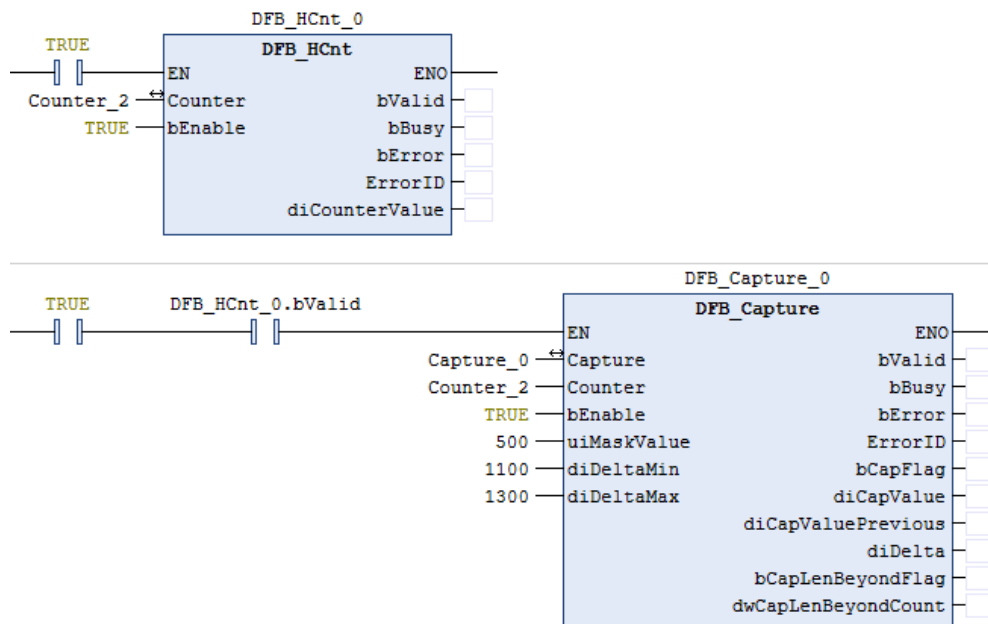 DFB_HCnt_0
TRUE DFB_HCnt
EN ENO
Counter_2 Counter bValid
TRUE bEnable bBusy
bError
ErrorID
diCounterValue
DFB_Capture_0
TRUE DFB_HCnt_0.bValid DFB_Capture
EN ENO
Capture_0 Capture bValid
Counter_2 Counter bBusy
TRUE bEnable bError
500 uiMaskValue ErrorID
1100 diDeltaMin bCapFlag
1300 diDeltaMax diCapValue
diCapValuePrevious
diDelta
bCapLenBeyondFlag
dwCapLenBeyondCount